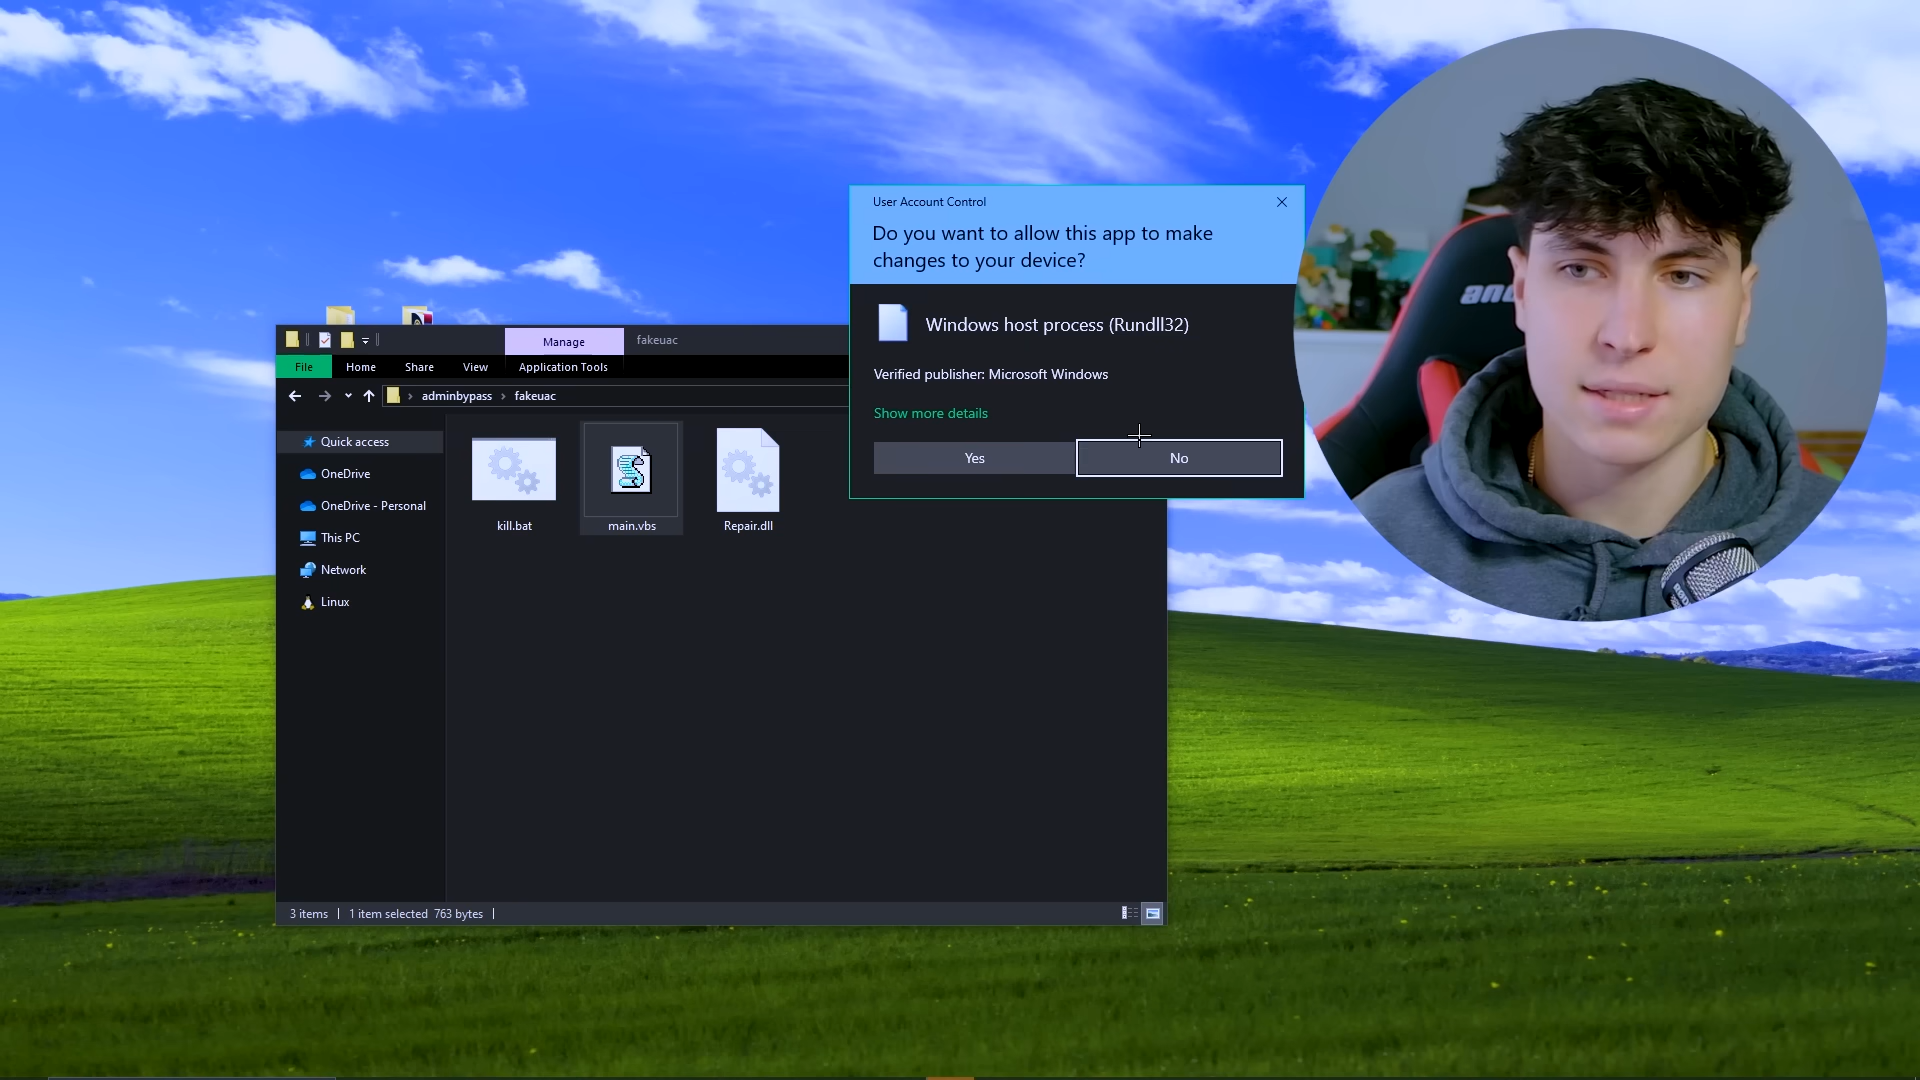 User Account Control
Do you want to allow this app to make
changes to your device?
Windows host process (Rundll32)
Verified publisher: Microsoft Windows
Show more details
Yes
No
Manage
fakeuac
File
Home
Share
View
Application Tools
adminbypass
fakeuac
Quick access
OneDrive
OneDrive - Personal
This PC
Network
Linux
kill.bat
main.vbs
Repair.dll
3 items
1 item selected 763 bytes